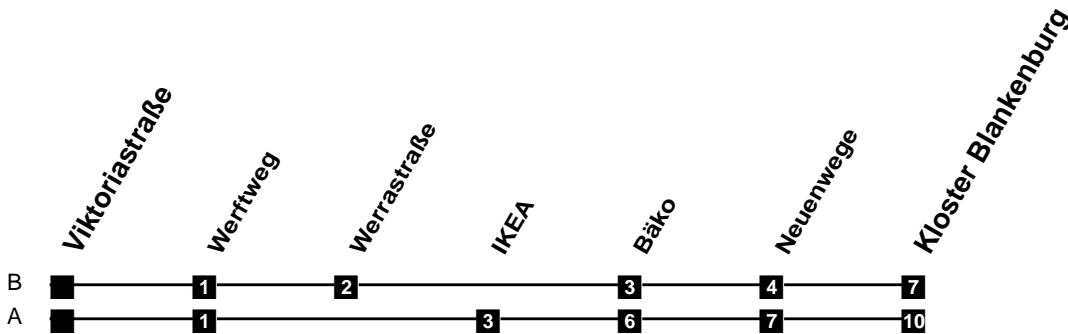 Viktoriastraße
Werftweg
Werrastraße
IKEA
Bäko
Neuenwege
Kloster Blankenburg
B 1 2 3 4 7
A 1 3 6 7 10